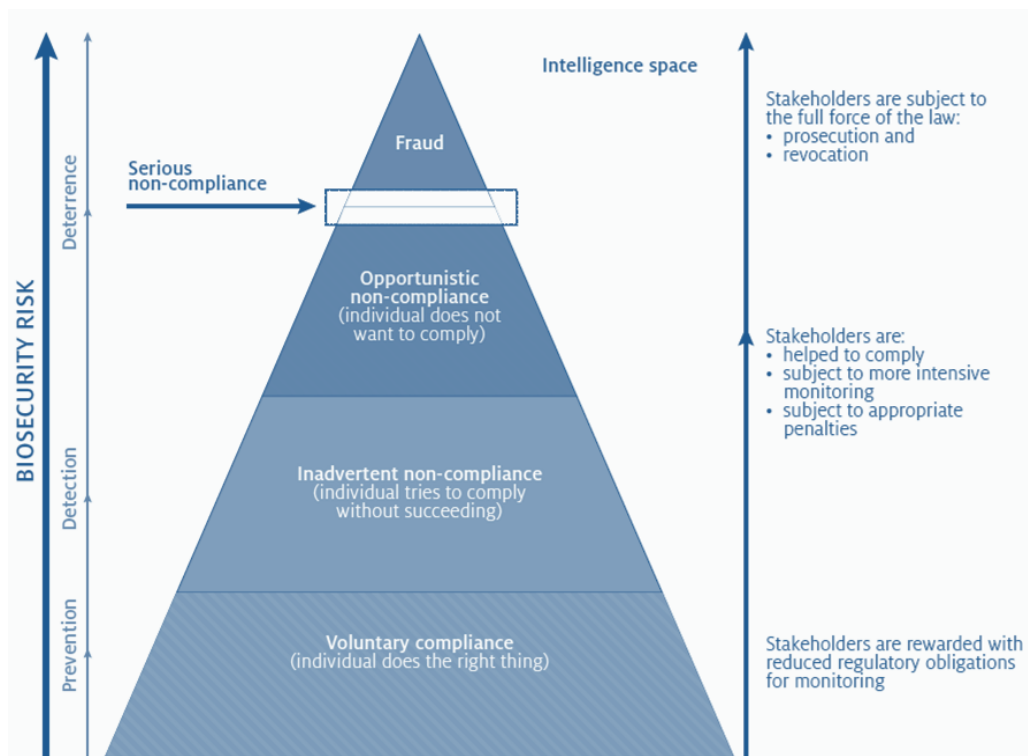 Intelligence space
Stakeholders are subject to
the full force of the law:
• prosecution and
• revocation
Fraud
Serious
non-compliance
Deterrence
Opportunistic
non-compliance
(individual does not
want to comply)
Stakeholders are:
• helped to comply
• subject to more intensive
monitoring
• subject to appropriate
penalties
BIOSECURITY RISK
Detection
Inadvertent non-compliance
(individual tries to comply
without succeeding)
Prevention
Voluntary compliance
(individual does the right thing)
Stakeholders are rewarded with
reduced regulatory obligations
for monitoring